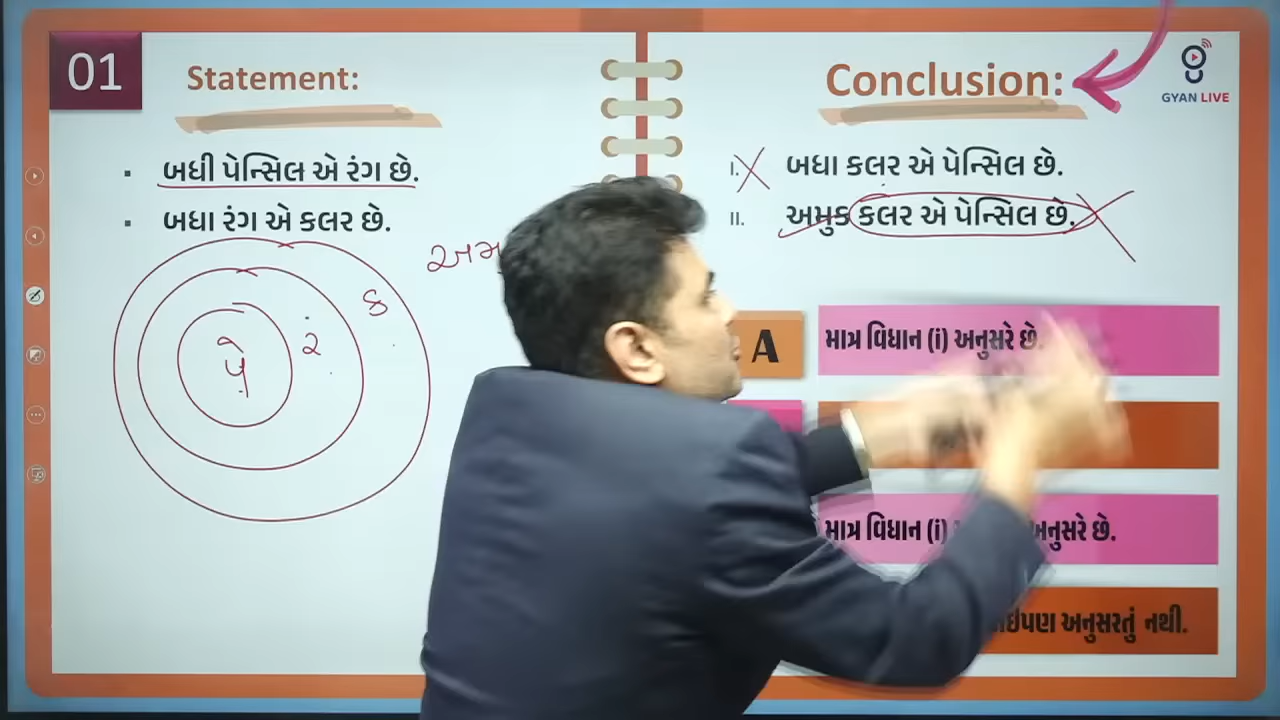 01
Statement:
બધી પેન્સિલ એ રંગ છે.
બધા રંગ એ કલર છે.
અમ
પે
રં
ક
Conclusion:
GYAN LIVE
I. બધા કલર એ પેન્સિલ છે.
II. અમુક કલર એ પેન્સિલ છે.
A માત્ર વિધાન (i) અનુસરે છે.
માત્ર વિધાન (i) અનુસરે છે.
અનુસરતું નથી.